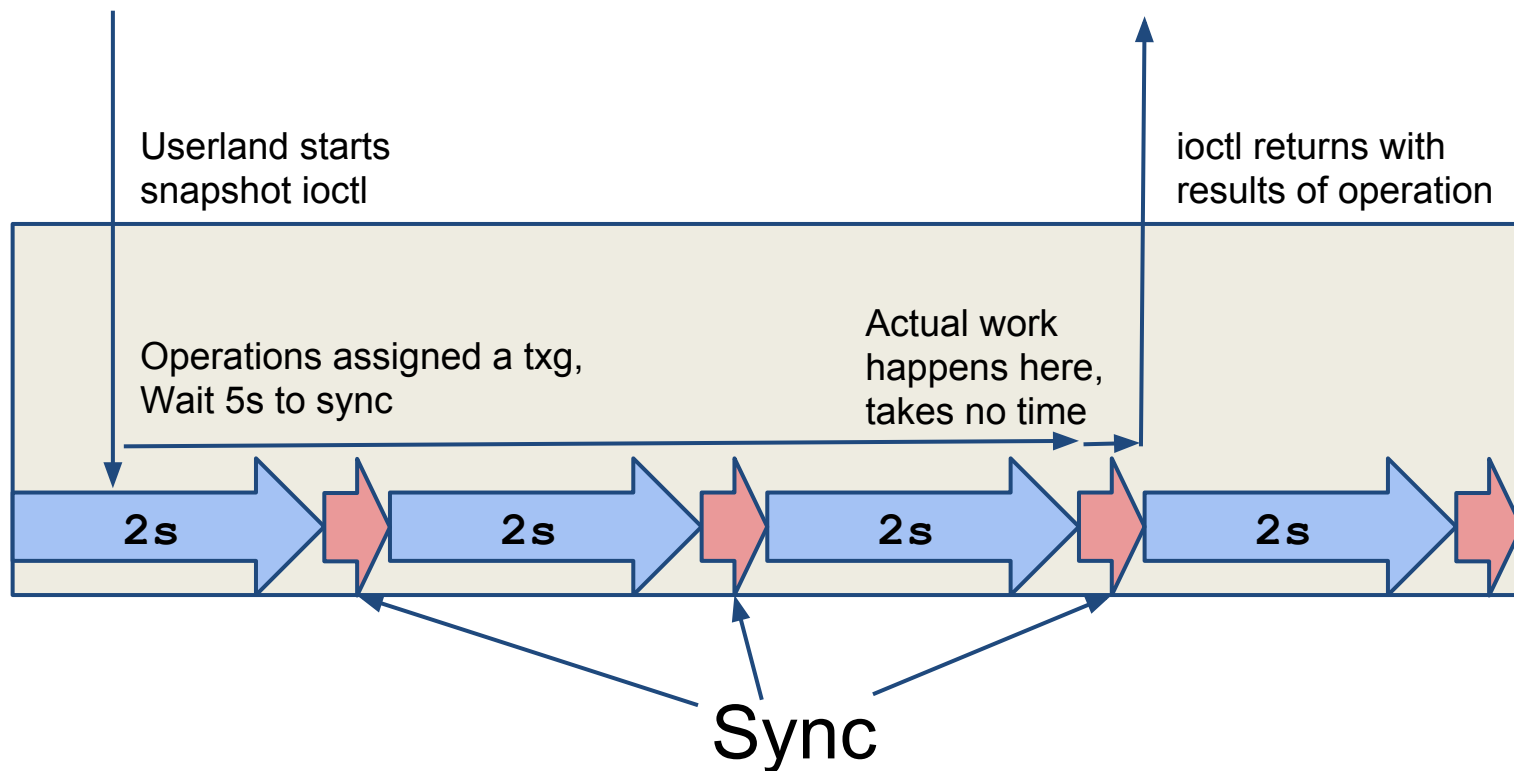 Userland starts
snapshot ioctl
ioctl returns with
results of operation
Operations assigned a txg,
Wait 5s to sync
Actual work
happens here,
takes no time
2s
2s
2s
2s
Sync